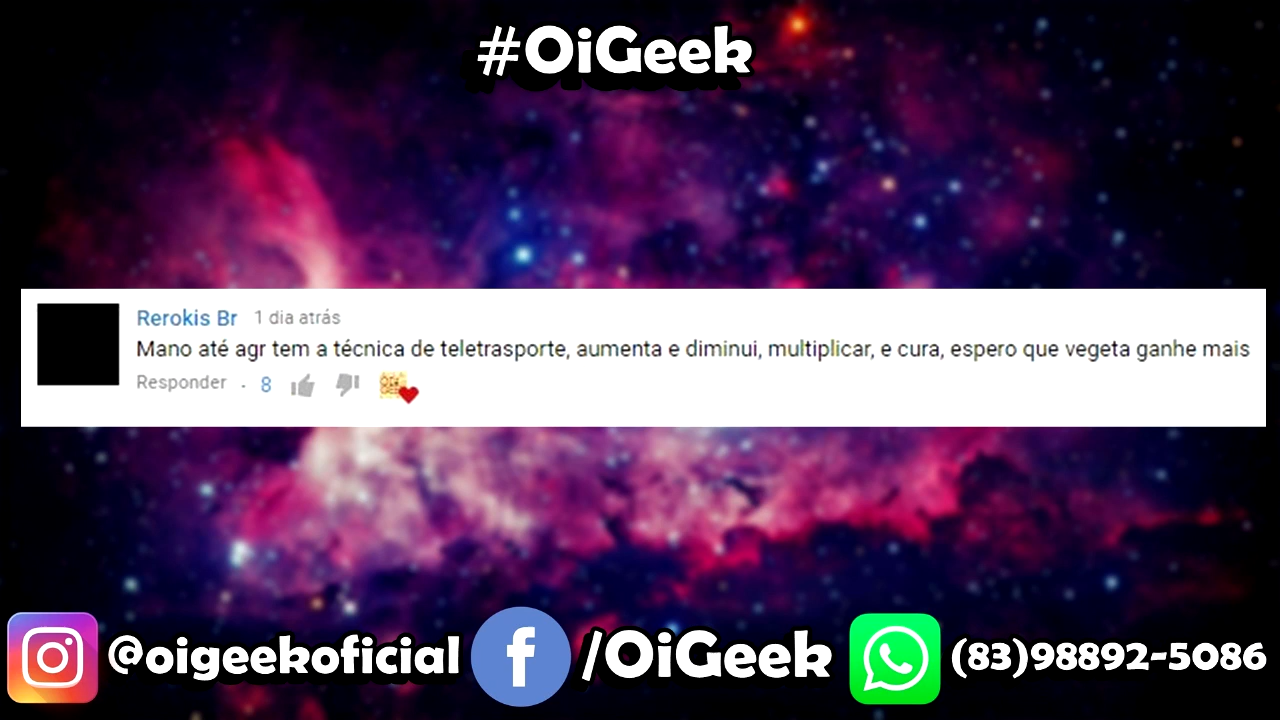 #OiGeek
Rerokis Br 1 dia atrás
Mano até agr tem a técnica de teletrasporte, aumenta e diminui, multiplicar, e cura, espero que vegeta ganhe mais
Responder . 8
@oigeekoficial /OiGeek (83)98892-5086